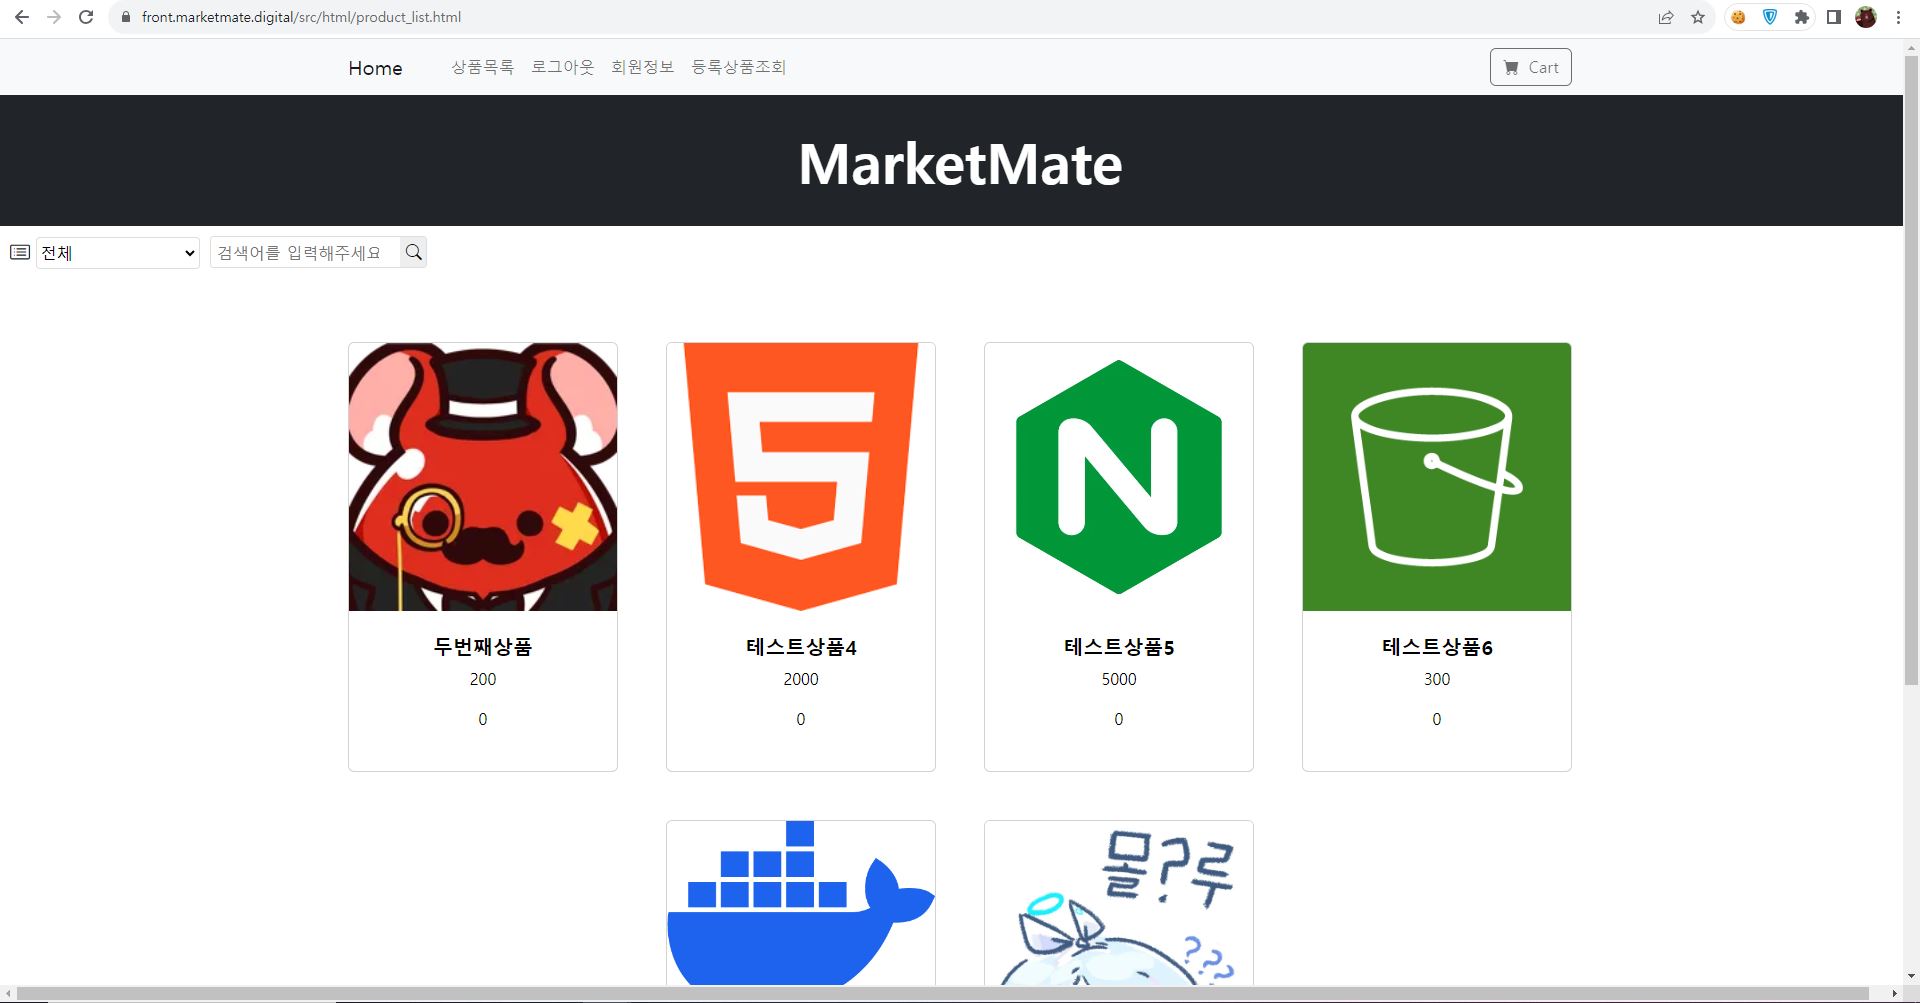 front.marketmate.digital/src/html/product_list.html
Home 상품목록 로그아웃 회원정보 등록상품조회 Cart
MarketMate
전체 검색어를 입력해주세요
두번째상품 테스트상품4 테스트상품5 테스트상품6
200 2000 5000 300
0 0 0 0
몰?루
???